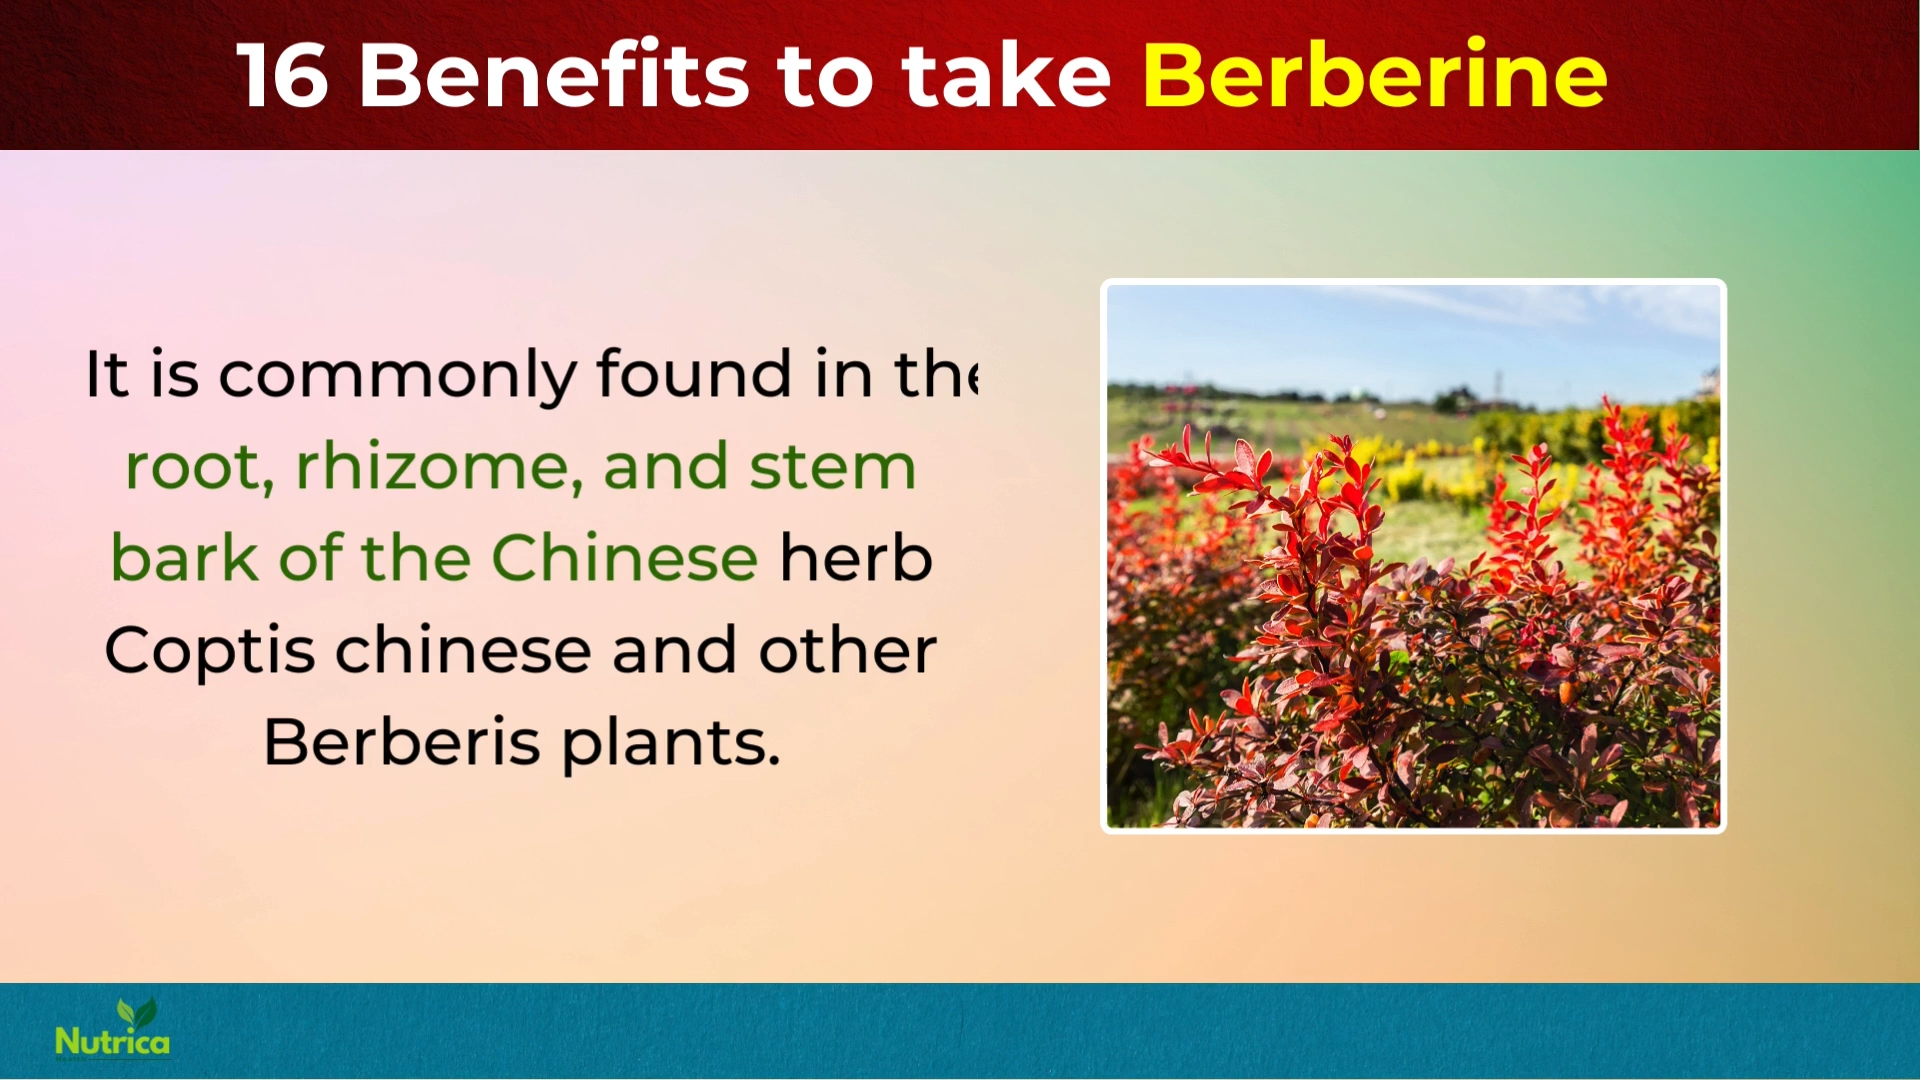 16 Benefits to take Berberine
It is commonly found in the
root, rhizome, and stem
bark of the Chinese herb
Coptis chinese and other
Berberis plants.
Nutrica